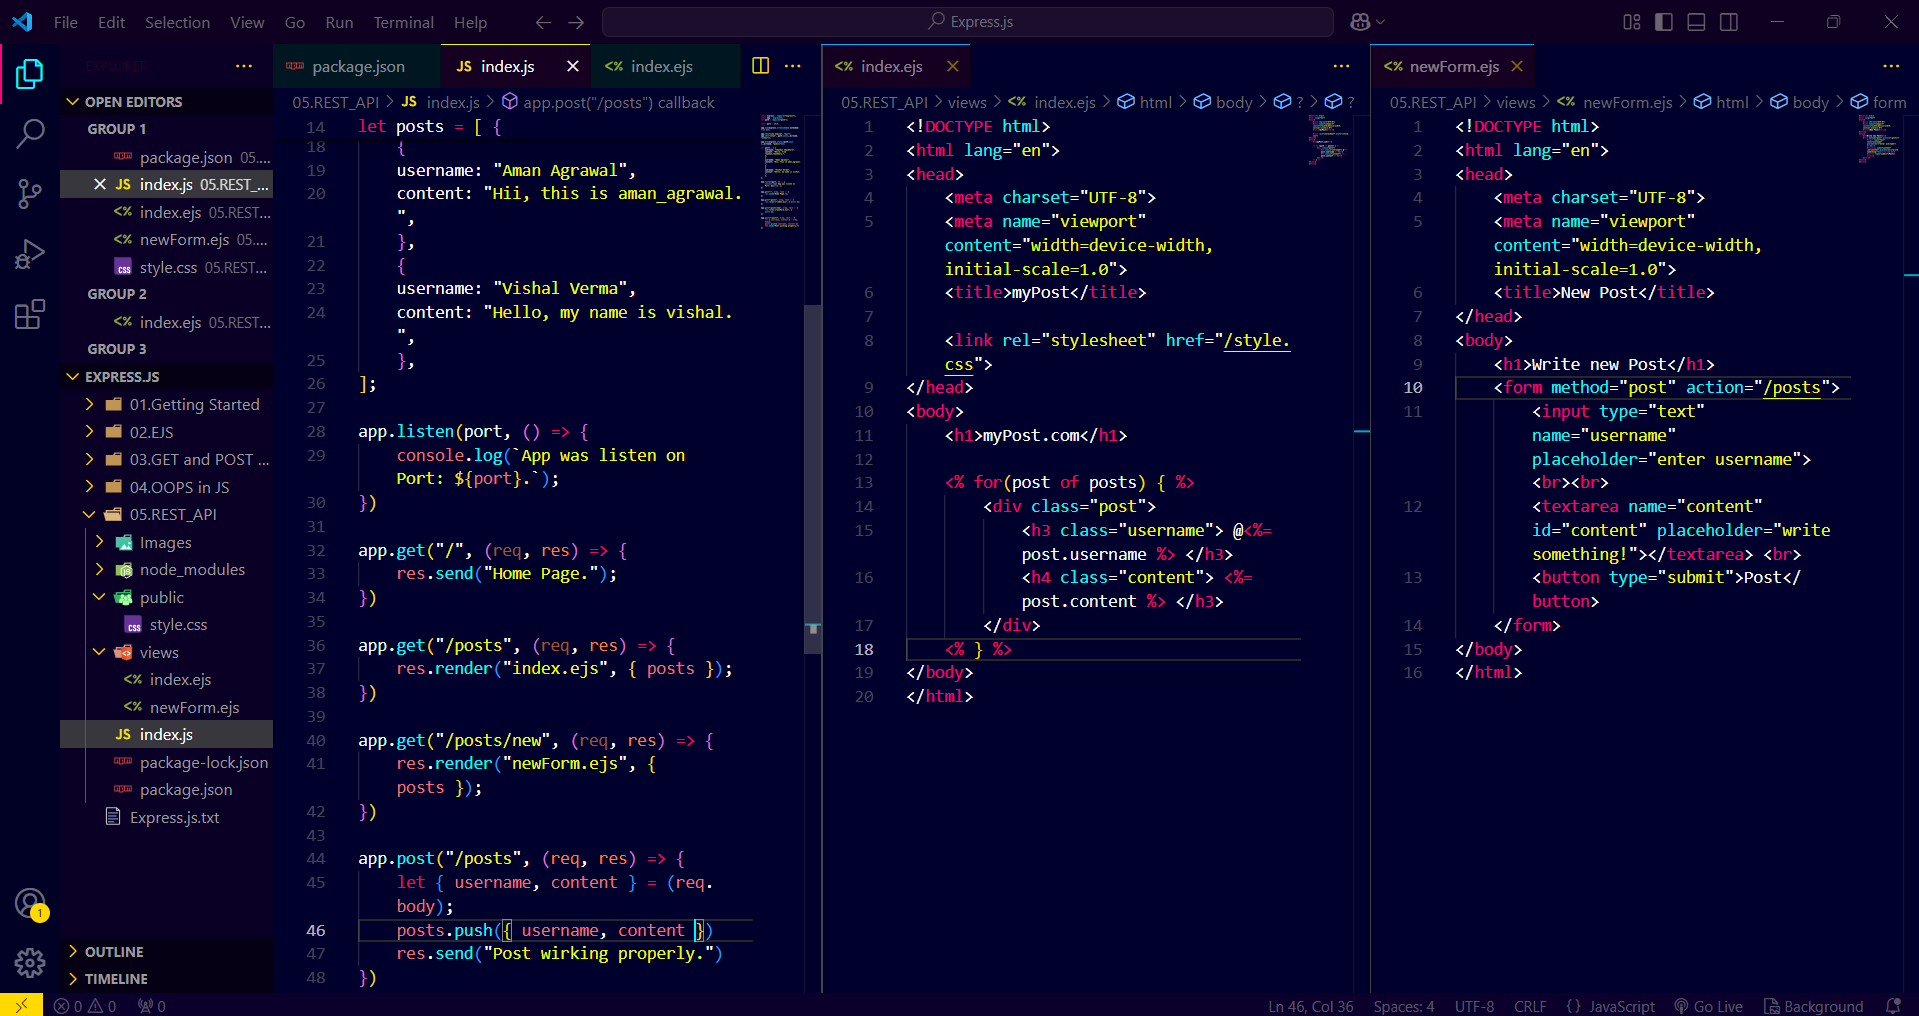 File Edit Selection View Go Run Terminal Help
Express.js
EXPLORER
OPEN EDITORS
GROUP 1
package.json 05....
JS index.js 05.REST_...
<% index.ejs 05.REST...
<% newForm.ejs 05....
css style.css 05.REST...
GROUP 2
<% index.ejs 05.REST...
GROUP 3
EXPRESS.JS
01.Getting Started
02.EJS
03.GET and POST ...
04.OOPS in JS
05.REST_API
Images
node_modules
public
css style.css
views
<% index.ejs
<% newForm.ejs
JS index.js
package-lock.json
package.json
Express.js.txt
OUTLINE
TIMELINE
1
package.json
JS index.js
<% index.ejs
05.REST_API > JS index.js > app.post("/posts") callback
14 let posts = [ {
18 {
19 username: "Aman Agrawal",
20 content: "Hii, this is aman_agrawal.
",
21 },
22 {
23 username: "Vishal Verma",
24 content: "Hello, my name is vishal.
",
25 },
26 ];
27
28 app.listen(port, () => {
29 console.log(`App was listen on
Port: ${port}.`);
30 })
31
32 app.get("/", (req, res) => {
33 res.send("Home Page.");
34 })
35
36 app.get("/posts", (req, res) => {
37 res.render("index.ejs", { posts });
38 })
39
40 app.get("/posts/new", (req, res) => {
41 res.render("newForm.ejs", {
posts });
42 })
43
44 app.post("/posts", (req, res) => {
45 let { username, content } = (req.
body);
46 posts.push({ username, content })
47 res.send("Post wirking properly.")
48 })
<% index.ejs
05.REST_API > views > <% index.ejs > html > body > ? > ?
1 <!DOCTYPE html>
2 <html lang="en">
3 <head>
4 <meta charset="UTF-8">
5 <meta name="viewport"
content="width=device-width,
initial-scale=1.0">
6 <title>myPost</title>
7
8 <link rel="stylesheet" href="/style.
css">
9 </head>
10 <body>
11 <h1>myPost.com</h1>
12
13 <% for(post of posts) { %>
14 <div class="post">
15 <h3 class="username"> @<%=
post.username %> </h3>
16 <h4 class="content"> <%=
post.content %> </h3>
17 </div>
18 <% } %>
19 </body>
20 </html>
<% newForm.ejs
05.REST_API > views > <% newForm.ejs > html > body > form
1 <!DOCTYPE html>
2 <html lang="en">
3 <head>
4 <meta charset="UTF-8">
5 <meta name="viewport"
content="width=device-width,
initial-scale=1.0">
6 <title>New Post</title>
7 </head>
8 <body>
9 <h1>Write new Post</h1>
10 <form method="post" action="/posts">
11 <input type="text"
name="username"
placeholder="enter username">
<br><br>
12 <textarea name="content"
id="content" placeholder="write
something!"></textarea> <br>
13 <button type="submit">Post</
button>
14 </form>
15 </body>
16 </html>
0 0 0
Ln 46, Col 36 Spaces: 4 UTF-8 CRLF {} JavaScript Go Live Background